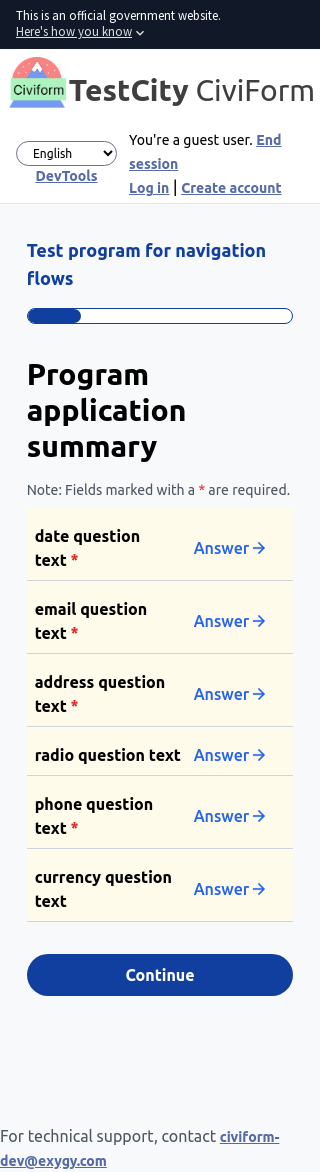 This is an official government website.
Here's how you know
Civiform
TestCity CiviForm
English
DevTools
You're a guest user. End
session
Log in | Create account
Test program for navigation
flows
Program
application
summary
Note: Fields marked with a * are required.
date question
text *
Answer→
email question
text *
Answer→
address question
text *
Answer→
radio question text
Answer→
phone question
text *
Answer→
currency question
text
Answer→
Continue
For technical support, contact civiform-
dev@exygy.com